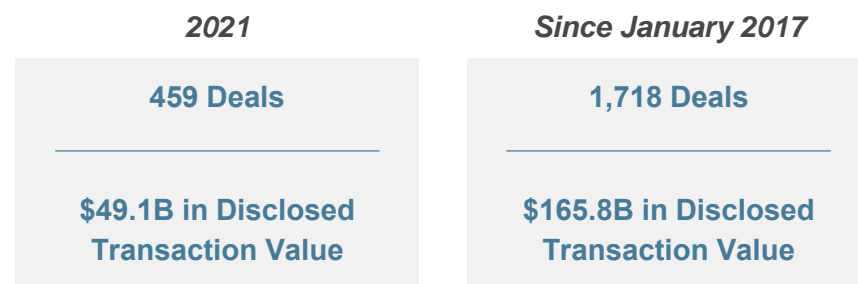 2021
459 Deals
$49.1B in Disclosed
Transaction Value
Since January 2017
1,718 Deals
$165.8B in Disclosed
Transaction Value